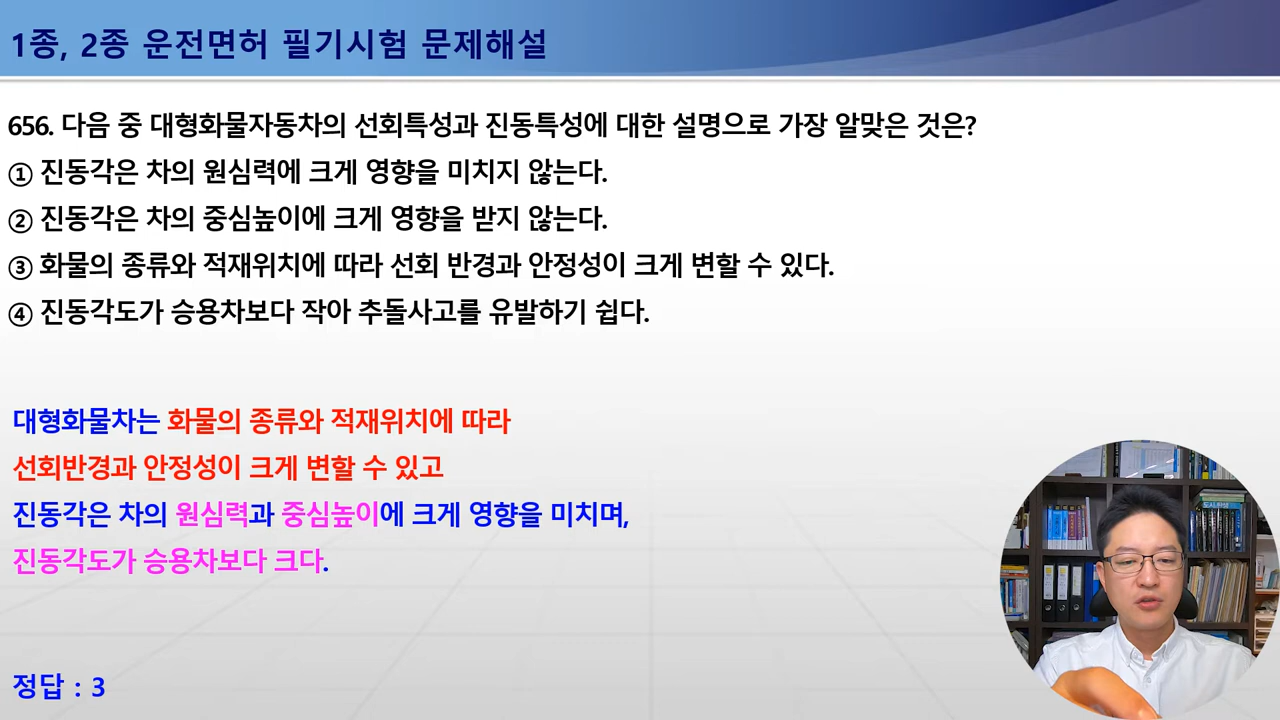 1종, 2종 운전면허 필기시험 문제해설
656. 다음 중 대형화물자동차의 선회특성과 진동특성에 대한 설명으로 가장 알맞은 것은?
① 진동각은 차의 원심력에 크게 영향을 미치지 않는다.
② 진동각은 차의 중심높이에 크게 영향을 받지 않는다.
③ 화물의 종류와 적재위치에 따라 선회 반경과 안정성이 크게 변할 수 있다.
④ 진동각도가 승용차보다 작아 추돌사고를 유발하기 쉽다.
대형화물차는 화물의 종류와 적재위치에 따라
선회반경과 안정성이 크게 변할 수 있고
진동각은 차의 원심력과 중심높이에 크게 영향을 미치며,
진동각도가 승용차보다 크다.
정답 : 3